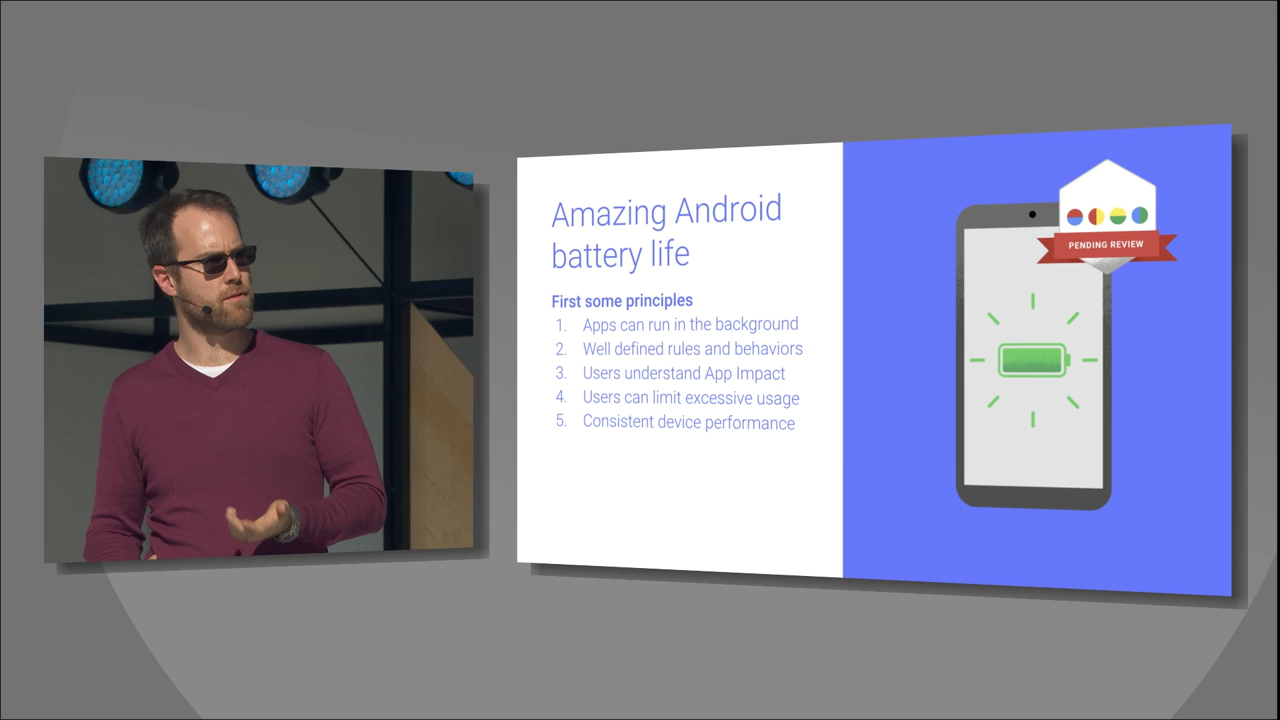 Amazing Android
battery life
First some principles
1. Apps can run in the background
2. Well defined rules and behaviors
3. Users understand App Impact
4. Users can limit excessive usage
5. Consistent device performance
PENDING REVIEW